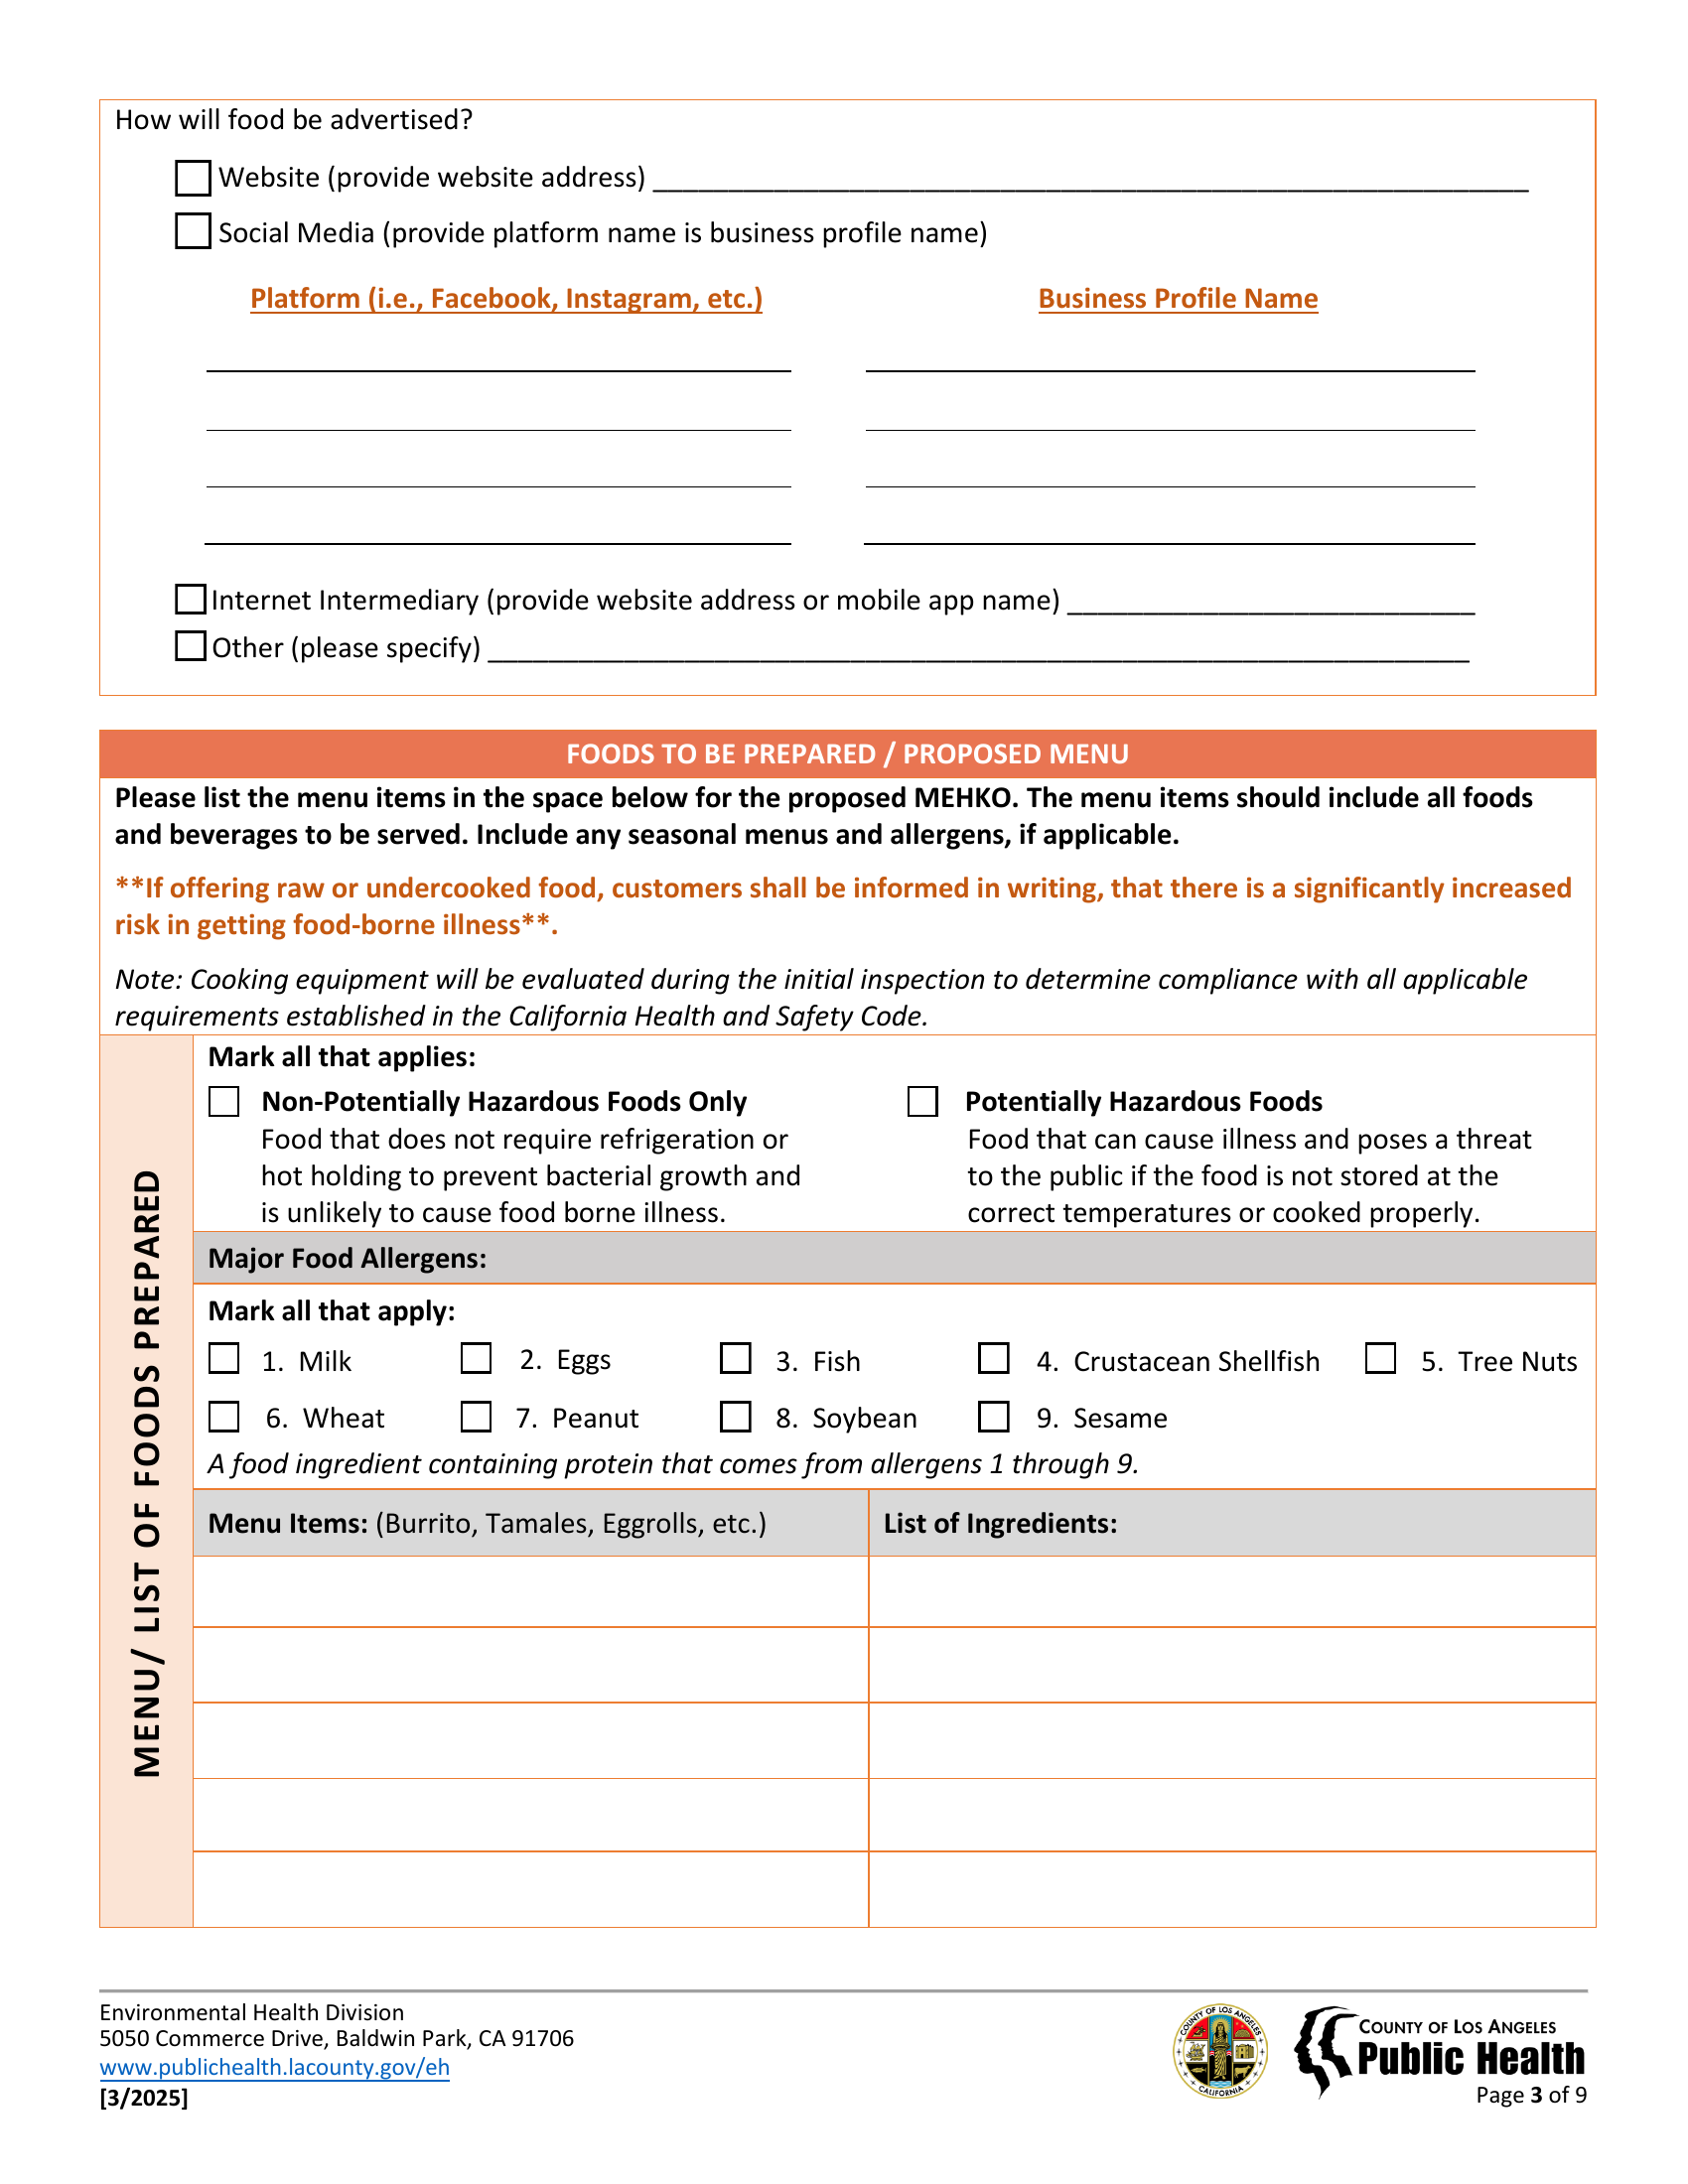 How will food be advertised?
Website (provide website address) ____________________
Social Media (provide platform name is business profile name)
Platform (i.e., Facebook, Instagram, etc.) Business Profile Name
Internet Intermediary (provide website address or mobile app name) ____________________
Other (please specify) ____________________
FOODS TO BE PREPARED / PROPOSED MENU
Please list the menu items in the space below for the proposed MEHKO. The menu items should include all foods
and beverages to be served. Include any seasonal menus and allergens, if applicable.
**If offering raw or undercooked food, customers shall be informed in writing, that there is a significantly increased
risk in getting food-borne illness**.
Note: Cooking equipment will be evaluated during the initial inspection to determine compliance with all applicable
requirements established in the California Health and Safety Code.
MENU/ LIST OF FOODS PREPARED
Mark all that applies:
Non-Potentially Hazardous Foods Only
Food that does not require refrigeration or
hot holding to prevent bacterial growth and
is unlikely to cause food borne illness.
Potentially Hazardous Foods
Food that can cause illness and poses a threat
to the public if the food is not stored at the
correct temperatures or cooked properly.
Major Food Allergens:
Mark all that apply:
1. Milk 2. Eggs 3. Fish 4. Crustacean Shellfish 5. Tree Nuts
6. Wheat 7. Peanut 8. Soybean 9. Sesame
A food ingredient containing protein that comes from allergens 1 through 9.
Menu Items: (Burrito, Tamales, Eggrolls, etc.) List of Ingredients:
Environmental Health Division
5050 Commerce Drive, Baldwin Park, CA 91706
www.publichealth.lacounty.gov/eh
[3/2025]
COUNTY OF LOS ANGELES
CALIFORNIA
COUNTY OF LOS ANGELES
Public Health
Page 3 of 9